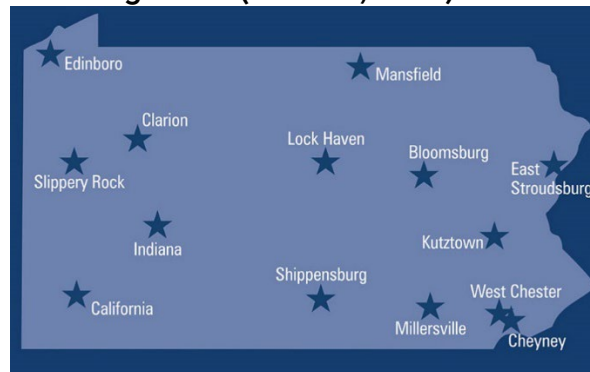 Edinboro
Mansfield
Clarion
Lock Haven
Bloomsburg
East
Stroudsburg
Slippery Rock
Indiana
Kutztown
Shippensburg
West Chester
California
Millersville
Cheyney